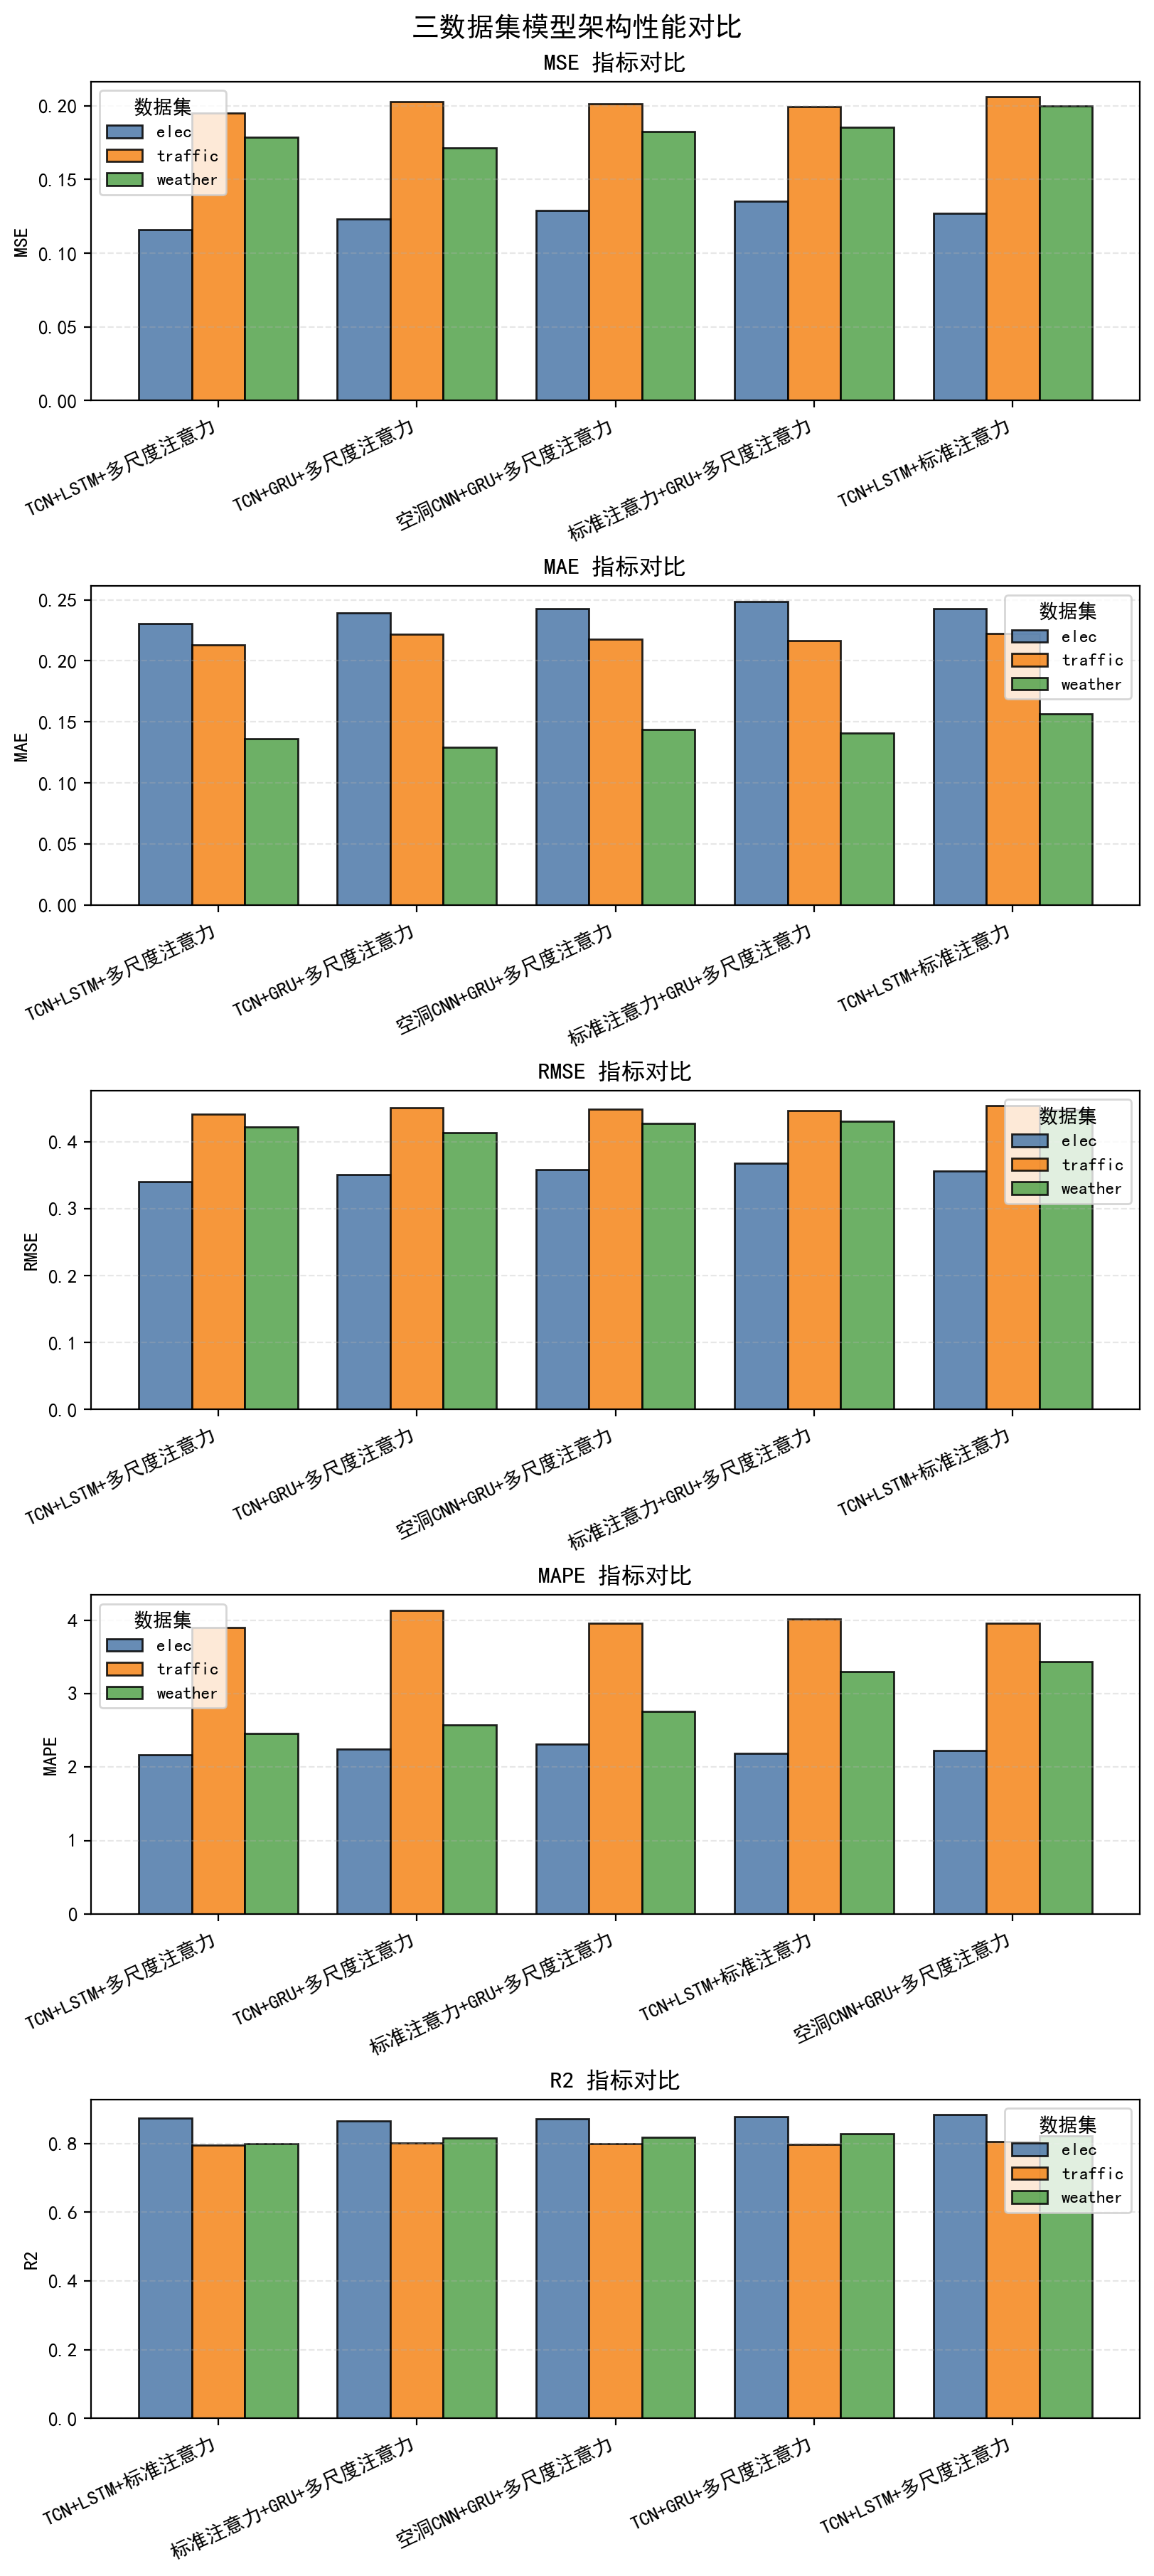 三数据集模型架构性能对比
MSE 指标对比
数据集
elec
traffic
weather
MSE
0.20
0.15
0.10
0.05
0.00
TCN+LSTM+多尺度注意力
TCN+GRU+多尺度注意力
空洞CNN+GRU+多尺度注意力
标准注意力+GRU+多尺度注意力
TCN+LSTM+标准注意力
MAE 指标对比
数据集
elec
traffic
weather
MAE
0.25
0.20
0.15
0.10
0.05
0.00
TCN+LSTM+多尺度注意力
TCN+GRU+多尺度注意力
空洞CNN+GRU+多尺度注意力
标准注意力+GRU+多尺度注意力
TCN+LSTM+标准注意力
RMSE 指标对比
数据集
elec
traffic
weather
RMSE
0.4
0.3
0.2
0.1
0.0
TCN+LSTM+多尺度注意力
TCN+GRU+多尺度注意力
空洞CNN+GRU+多尺度注意力
标准注意力+GRU+多尺度注意力
TCN+LSTM+标准注意力
MAPE 指标对比
数据集
elec
traffic
weather
MAPE
4
3
2
1
0
TCN+LSTM+多尺度注意力
TCN+GRU+多尺度注意力
标准注意力+GRU+多尺度注意力
TCN+LSTM+标准注意力
空洞CNN+GRU+多尺度注意力
R2 指标对比
数据集
elec
traffic
weather
R2
0.8
0.6
0.4
0.2
0.0
TCN+LSTM+标准注意力
标准注意力+GRU+多尺度注意力
空洞CNN+GRU+多尺度注意力
TCN+GRU+多尺度注意力
TCN+LSTM+多尺度注意力